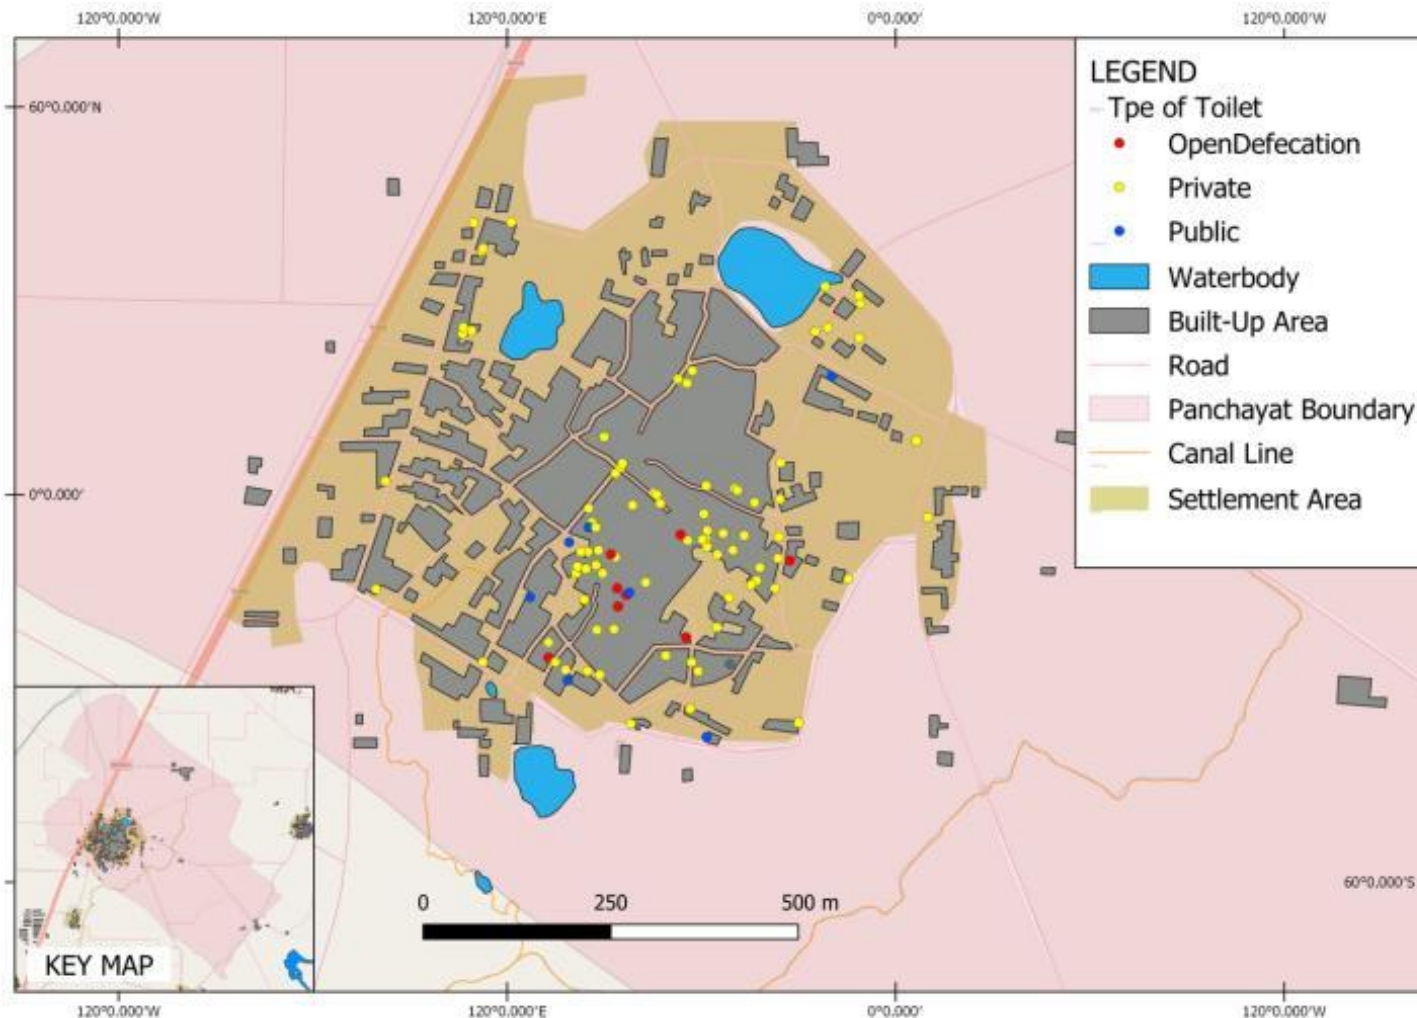 120°0.000'W 120°0.000'E 0°0.000' 120°0.000'W
60°0.000'N
0°0.000'
60°0.000'S
LEGEND
Tpe of Toilet
OpenDefecation
Private
Public
Waterbody
Built-Up Area
Road
Panchayat Boundary
Canal Line
Settlement Area
0 250 500 m
KEY MAP
120°0.000'W 120°0.000'E 0°0.000' 120°0.000'W